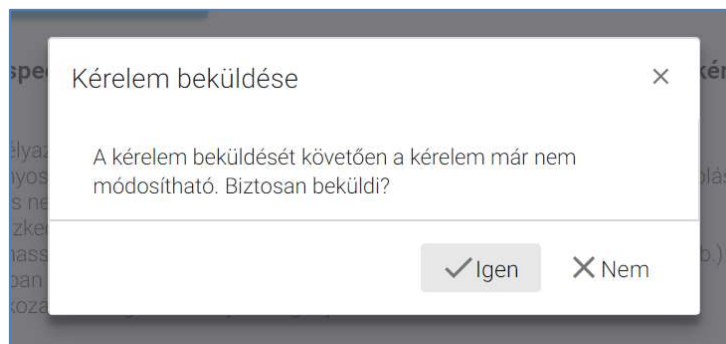 Kérelem beküldése
A kérelem beküldését követően a kérelem már nem
módosítható. Biztosan beküldi?
Igen
Nem